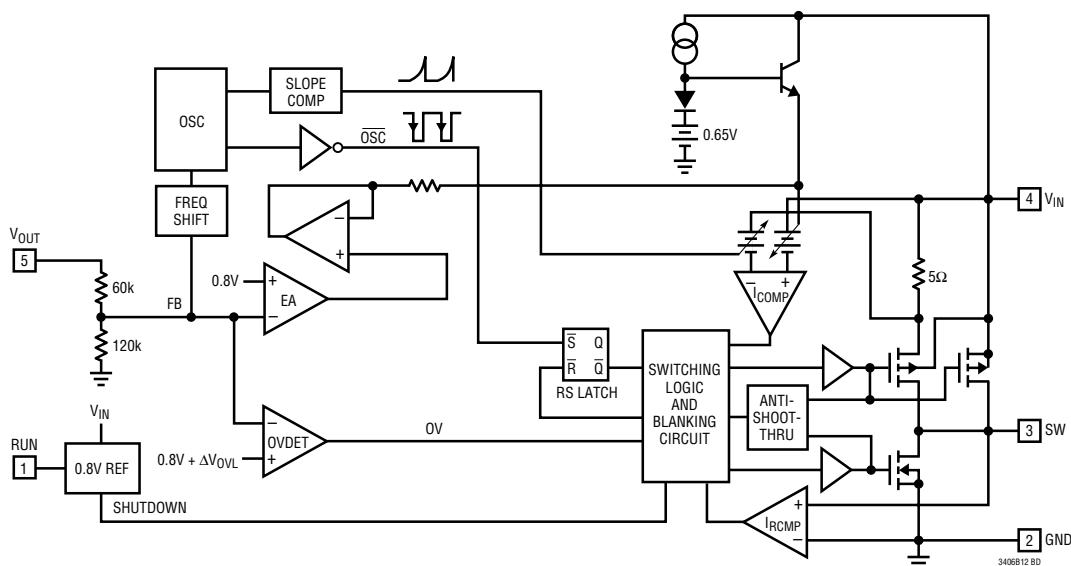 OSC
SLOPE
COMP
OSC
0.65V
FREQ
SHIFT
4
VIN
VOUT
5
60k
0.8V
+
−
EA
−
+
FB
120k
−
+
ICOMP
5Ω
S Q
R Q
RS LATCH
SWITCHING
LOGIC
AND
BLANKING
CIRCUIT
ANTI-
SHOOT-
THRU
VIN
RUN
1
0.8V REF
−
OVDET
+
0.8V + ΔVOVL
OV
SHUTDOWN
3
SW
+
IRCMP
−
2
GND
3406B12 BD